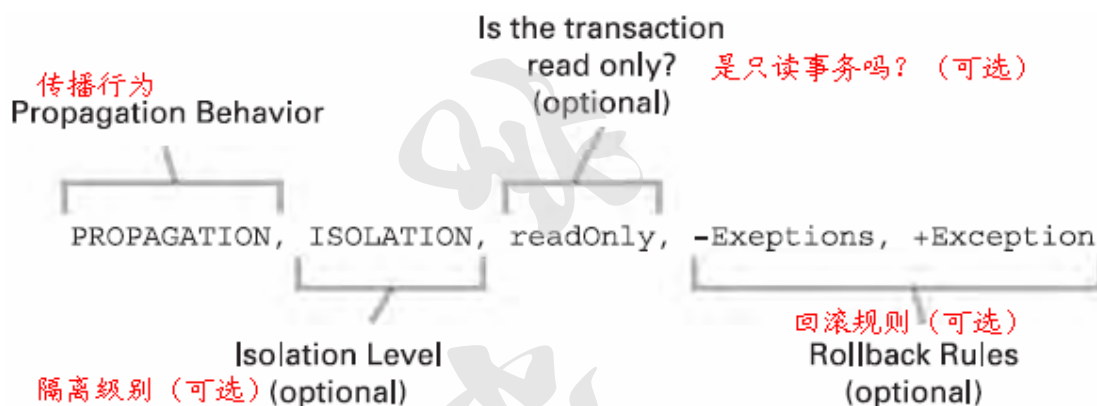 Is the transaction
read only? 是只读事务吗？（可选）
(optional)
传播行为
Propagation Behavior
PROPAGATION, ISOLATION, readOnly, -Exeptions, +Exception
Isolation Level
隔离级别（可选）(optional)
回滚规则（可选）
Rollback Rules
(optional)